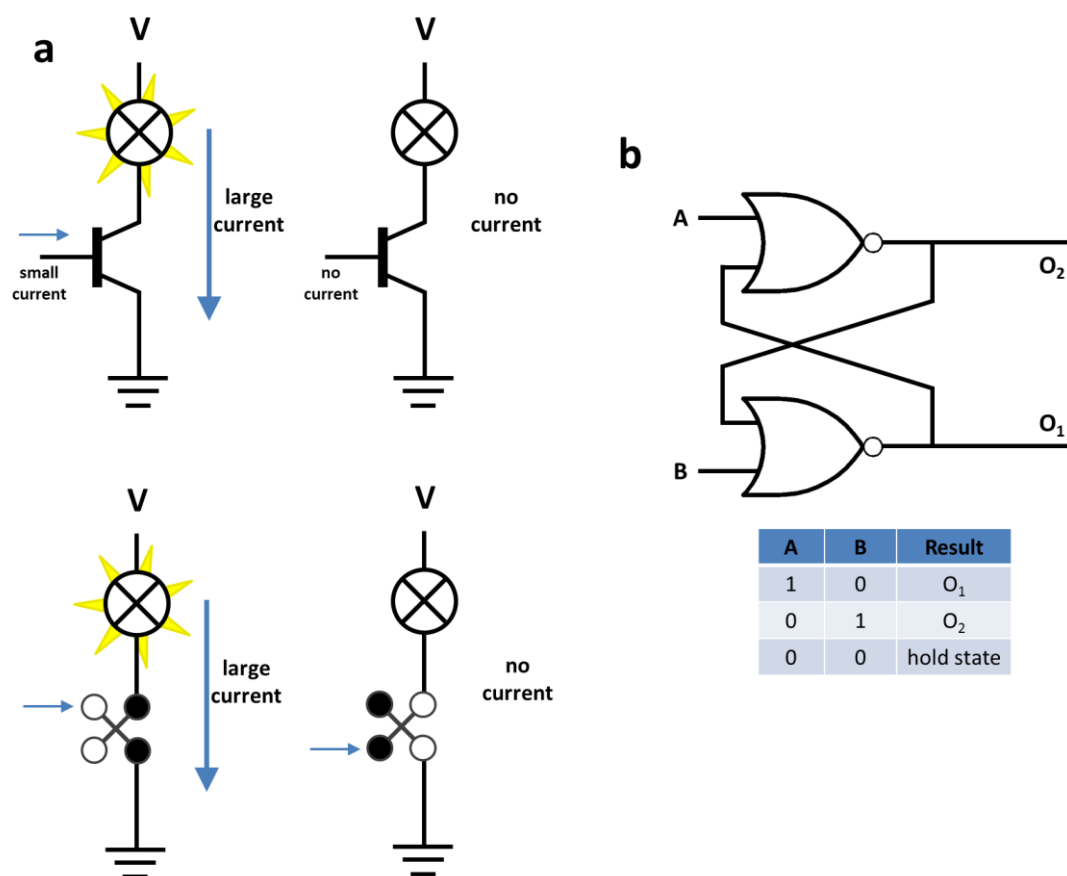 a
V
V
large
current
no
current
small
current
no
current
V
V
large
current
no
current
b
A
O₂
B
O₁
A B Result
1 0 O₁
0 1 O₂
0 0 hold state